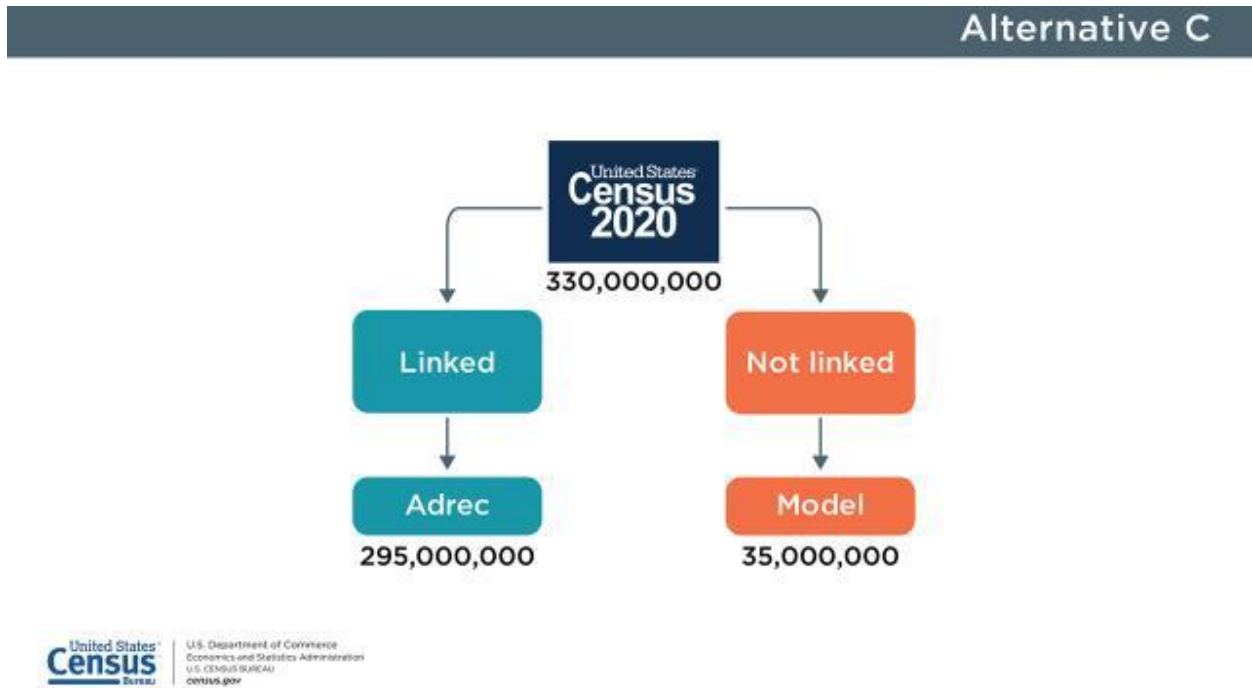 Alternative C
United States
Census
2020
330,000,000
Linked
Not linked
Adrec
Model
295,000,000
35,000,000
United States
Census
Bureau
U.S. Department of Commerce
Economics and Statistics Administration
U.S. CENSUS BUREAU
census.gov